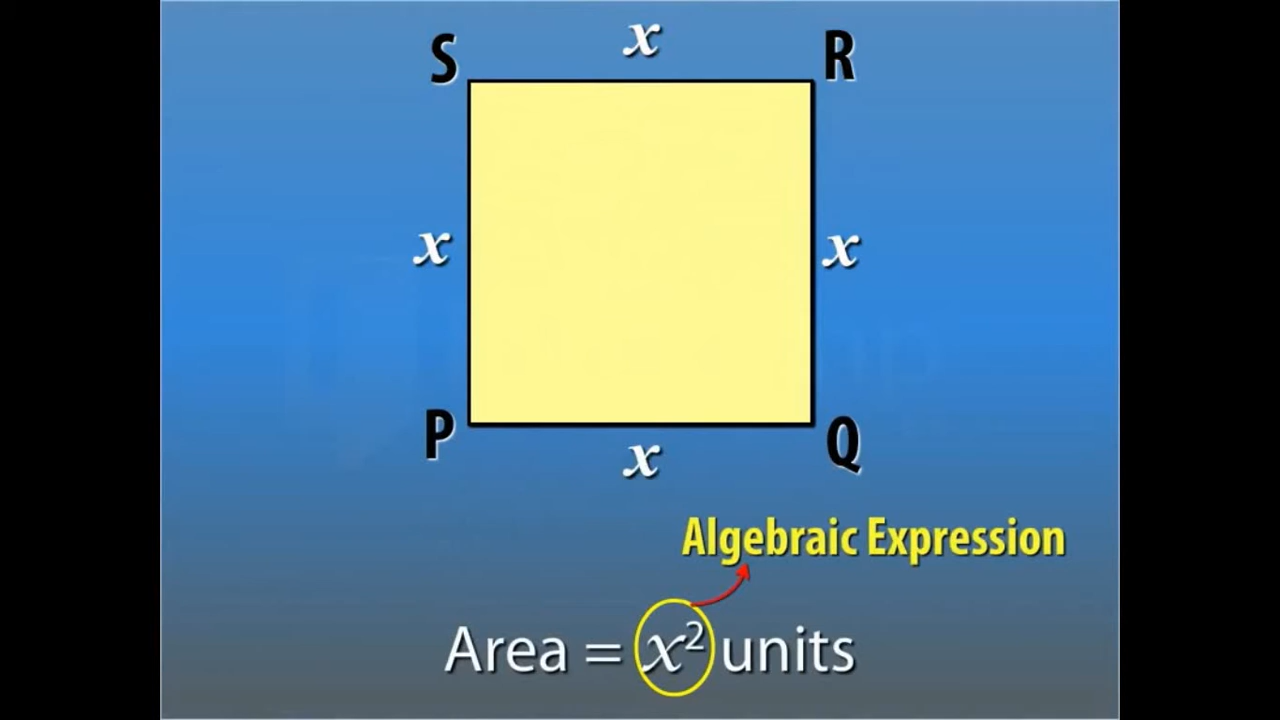 S x R
x x
P x Q
Algebraic Expression
Area = x² units